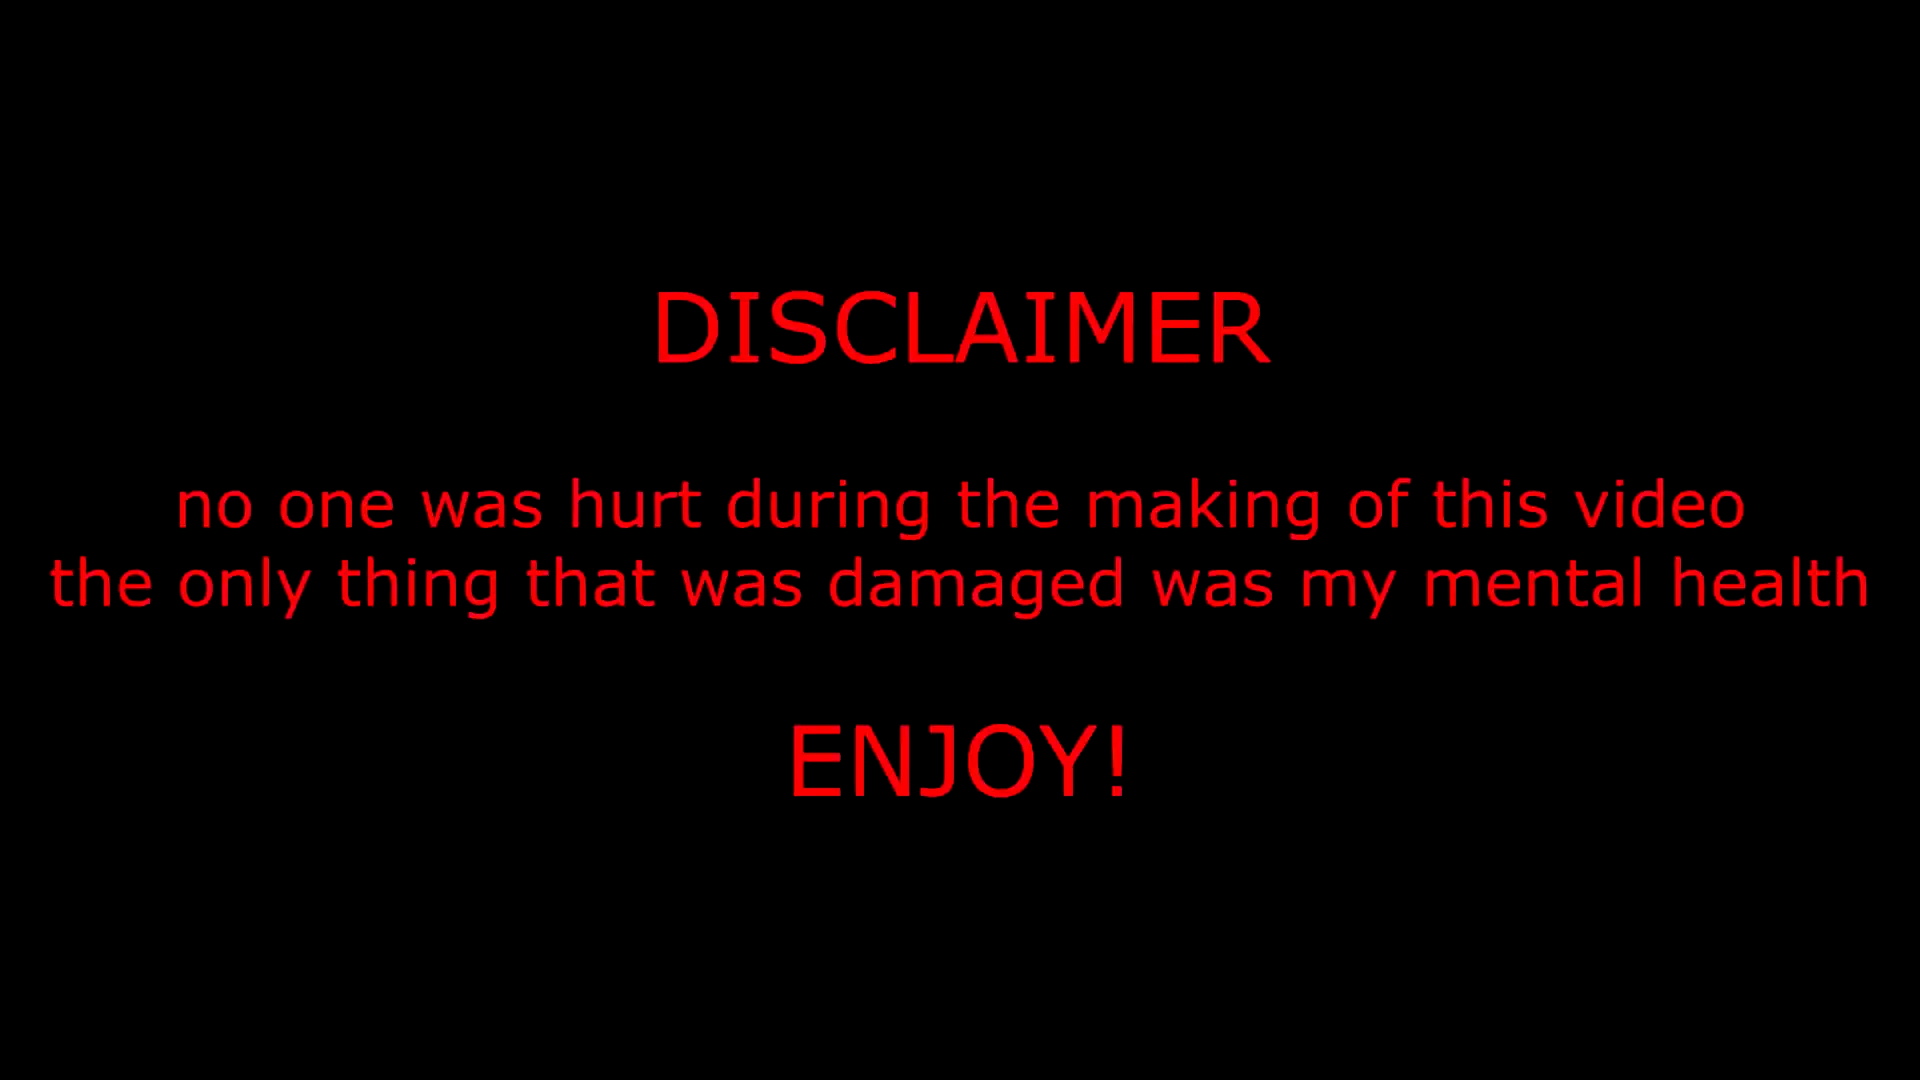 DISCLAIMER
no one was hurt during the making of this video
the only thing that was damaged was my mental health
ENJOY!